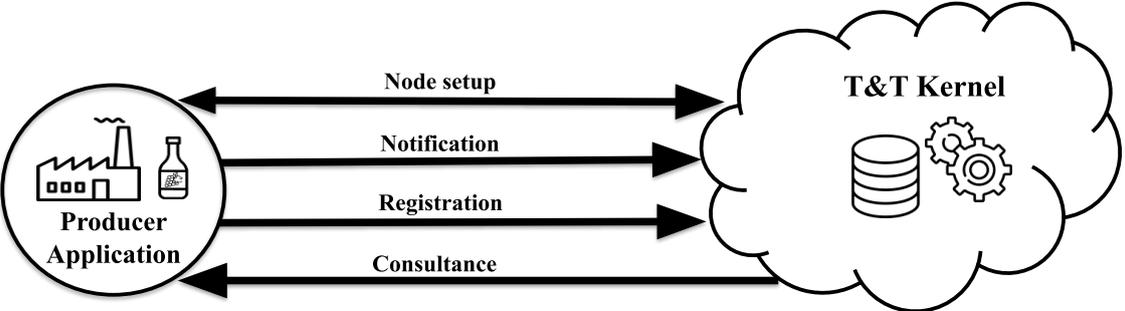 Node setup
T&T Kernel
Notification
Registration
Producer
Application
Consultance